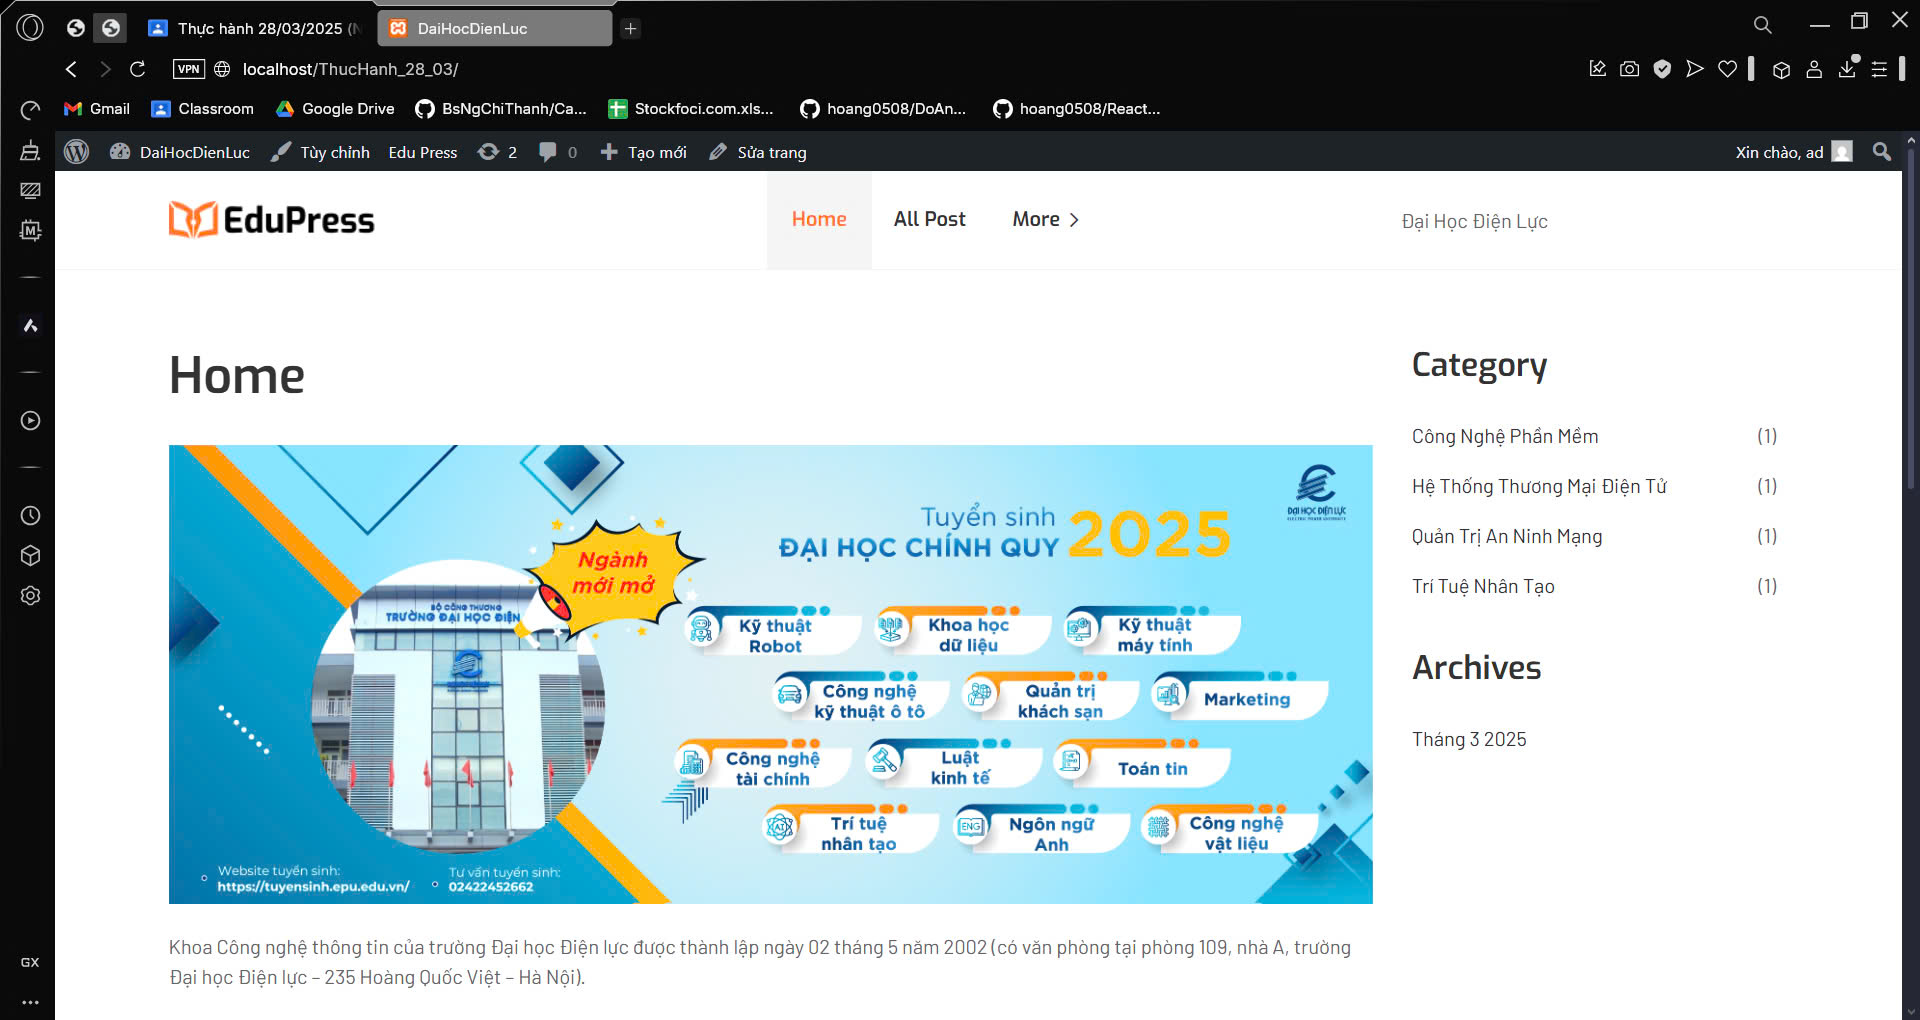 Thực hành 28/03/2025 (N
DaiHocDienLuc
VPN
localhost/ThucHanh_28_03/
Gmail
Classroom
Google Drive
BsNgChiThanh/Ca...
Stockfoci.com.xls...
hoang0508/DoAn...
hoang0508/React...
DaiHocDienLuc
Tùy chỉnh
Edu Press
2
0
Tạo mới
Sửa trang
Xin chào, ad
EduPress
Home
All Post
More
Đại Học Điện Lực
Home
Category
Công Nghệ Phần Mềm (1)
Hệ Thống Thương Mại Điện Tử (1)
Quản Trị An Ninh Mạng (1)
Trí Tuệ Nhân Tạo (1)
Archives
Tháng 3 2025
ĐẠI HỌC ĐIỆN LỰC
ELECTRIC POWER UNIVERSITY
Tuyển sinh
ĐẠI HỌC CHÍNH QUY 2025
Ngành
mới mở
BỘ CÔNG THƯƠNG
TRƯỜNG ĐẠI HỌC ĐIỆN
Kỹ thuật
Robot
Khoa học
dữ liệu
Kỹ thuật
máy tính
Công nghệ
kỹ thuật ô tô
Quản trị
khách sạn
Marketing
Công nghệ
tài chính
Luật
kinh tế
Toán tin
AI
Trí tuệ
nhân tạo
ENG
Ngôn ngữ
Anh
Công nghệ
vật liệu
Website tuyển sinh:
https://tuyensinh.epu.edu.vn/
Tư vấn tuyển sinh:
02422452662
Khoa Công nghệ thông tin của trường Đại học Điện lực được thành lập ngày 02 tháng 5 năm 2002 (có văn phòng tại phòng 109, nhà A, trường
Đại học Điện lực – 235 Hoàng Quốc Việt – Hà Nội).
M
GX